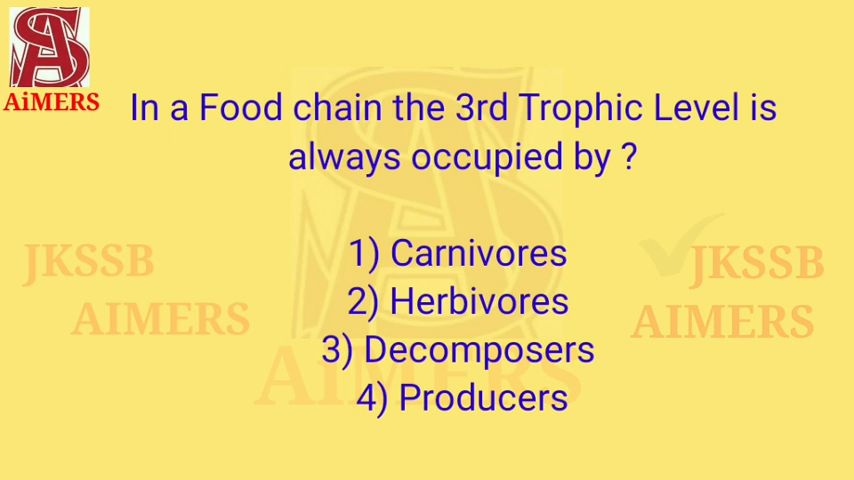 AiMERS
In a Food chain the 3rd Trophic Level is
always occupied by ?
1) Carnivores
2) Herbivores
3) Decomposers
4) Producers
JKSSB
AIMERS
JKSSB
AIMERS
AiMERS